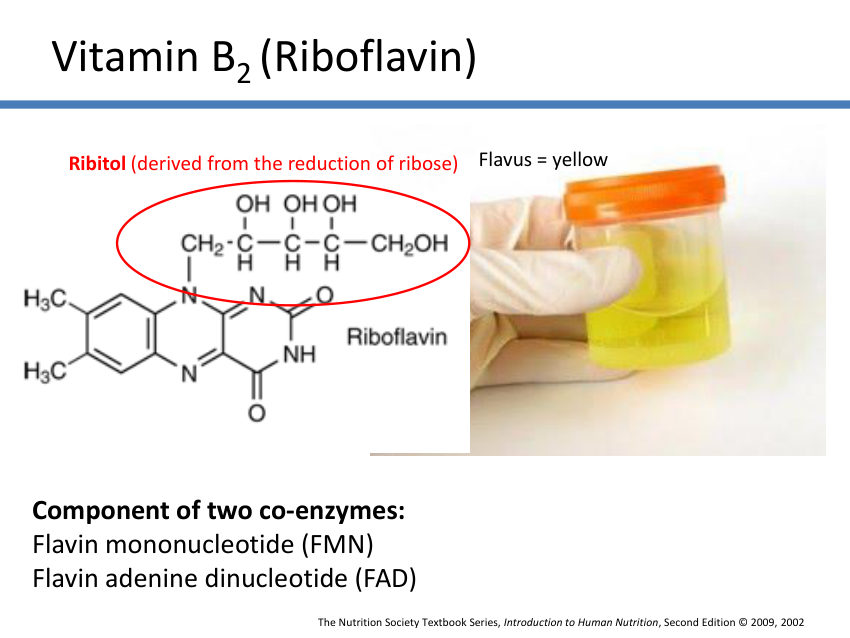 Vitamin B₂ (Riboflavin)
Ribitol (derived from the reduction of ribose)
Flavus = yellow
OH OH OH
CH₂-C—C—C—CH₂OH
H H H
H₃C
N N O
Riboflavin
NH
H₃C
N
O
Component of two co-enzymes:
Flavin mononucleotide (FMN)
Flavin adenine dinucleotide (FAD)
The Nutrition Society Textbook Series, Introduction to Human Nutrition, Second Edition © 2009, 2002